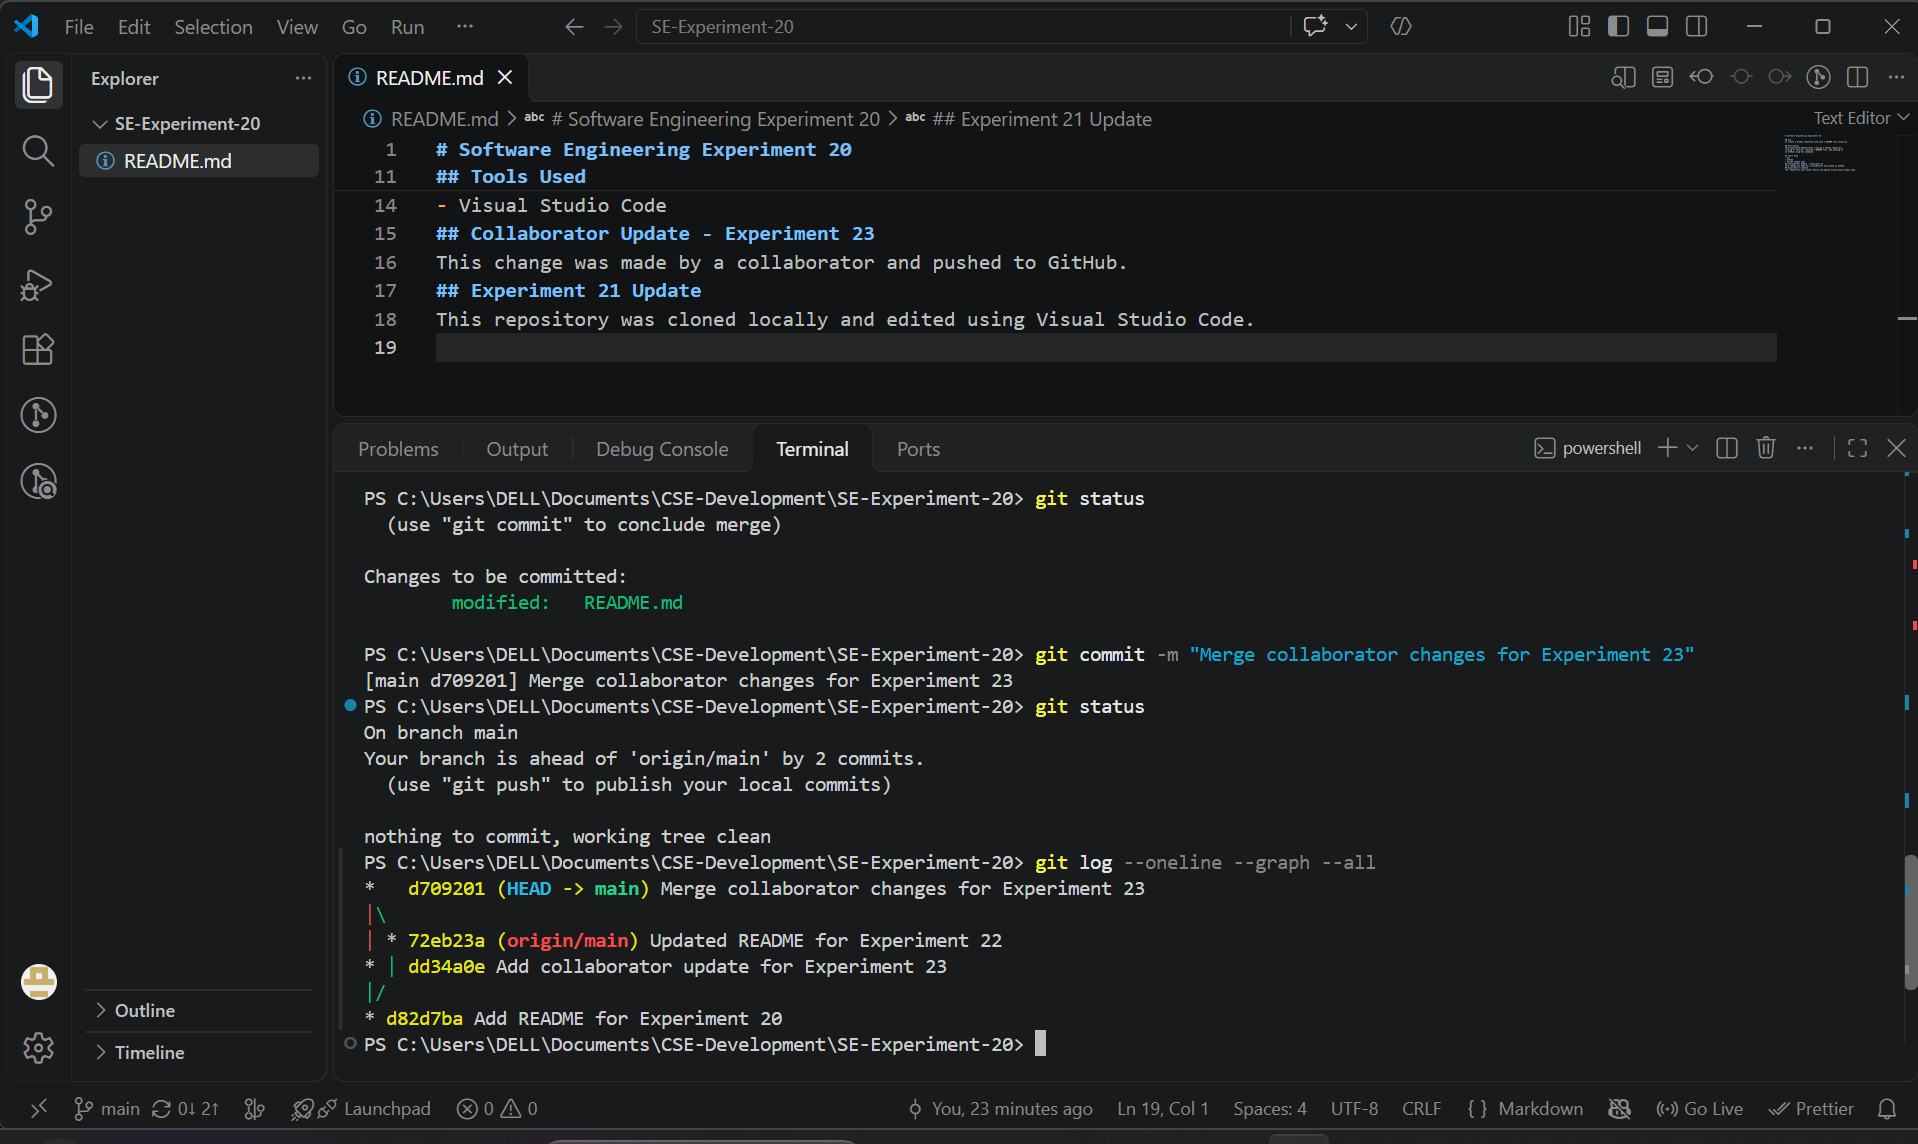 File Edit Selection View Go Run ···
SE-Experiment-20
Explorer ···
SE-Experiment-20
README.md
Outline
Timeline
README.md
README.md > abc # Software Engineering Experiment 20 > abc ## Experiment 21 Update
Text Editor
1 # Software Engineering Experiment 20
11 ## Tools Used
14 - Visual Studio Code
15 ## Collaborator Update - Experiment 23
16 This change was made by a collaborator and pushed to GitHub.
17 ## Experiment 21 Update
18 This repository was cloned locally and edited using Visual Studio Code.
19
Problems Output Debug Console Terminal Ports
powershell
PS C:\Users\DELL\Documents\CSE-Development\SE-Experiment-20> git status
(use "git commit" to conclude merge)
Changes to be committed:
modified: README.md
PS C:\Users\DELL\Documents\CSE-Development\SE-Experiment-20> git commit -m "Merge collaborator changes for Experiment 23"
[main d709201] Merge collaborator changes for Experiment 23
PS C:\Users\DELL\Documents\CSE-Development\SE-Experiment-20> git status
On branch main
Your branch is ahead of 'origin/main' by 2 commits.
(use "git push" to publish your local commits)
nothing to commit, working tree clean
PS C:\Users\DELL\Documents\CSE-Development\SE-Experiment-20> git log --oneline --graph --all
*   d709201 (HEAD -> main) Merge collaborator changes for Experiment 23
|\
| * 72eb23a (origin/main) Updated README for Experiment 22
* | dd34a0e Add collaborator update for Experiment 23
|/
* d82d7ba Add README for Experiment 20
PS C:\Users\DELL\Documents\CSE-Development\SE-Experiment-20>
main 0↓ 2↑ Launchpad 0 0 You, 23 minutes ago Ln 19, Col 1 Spaces: 4 UTF-8 CRLF { } Markdown Go Live Prettier